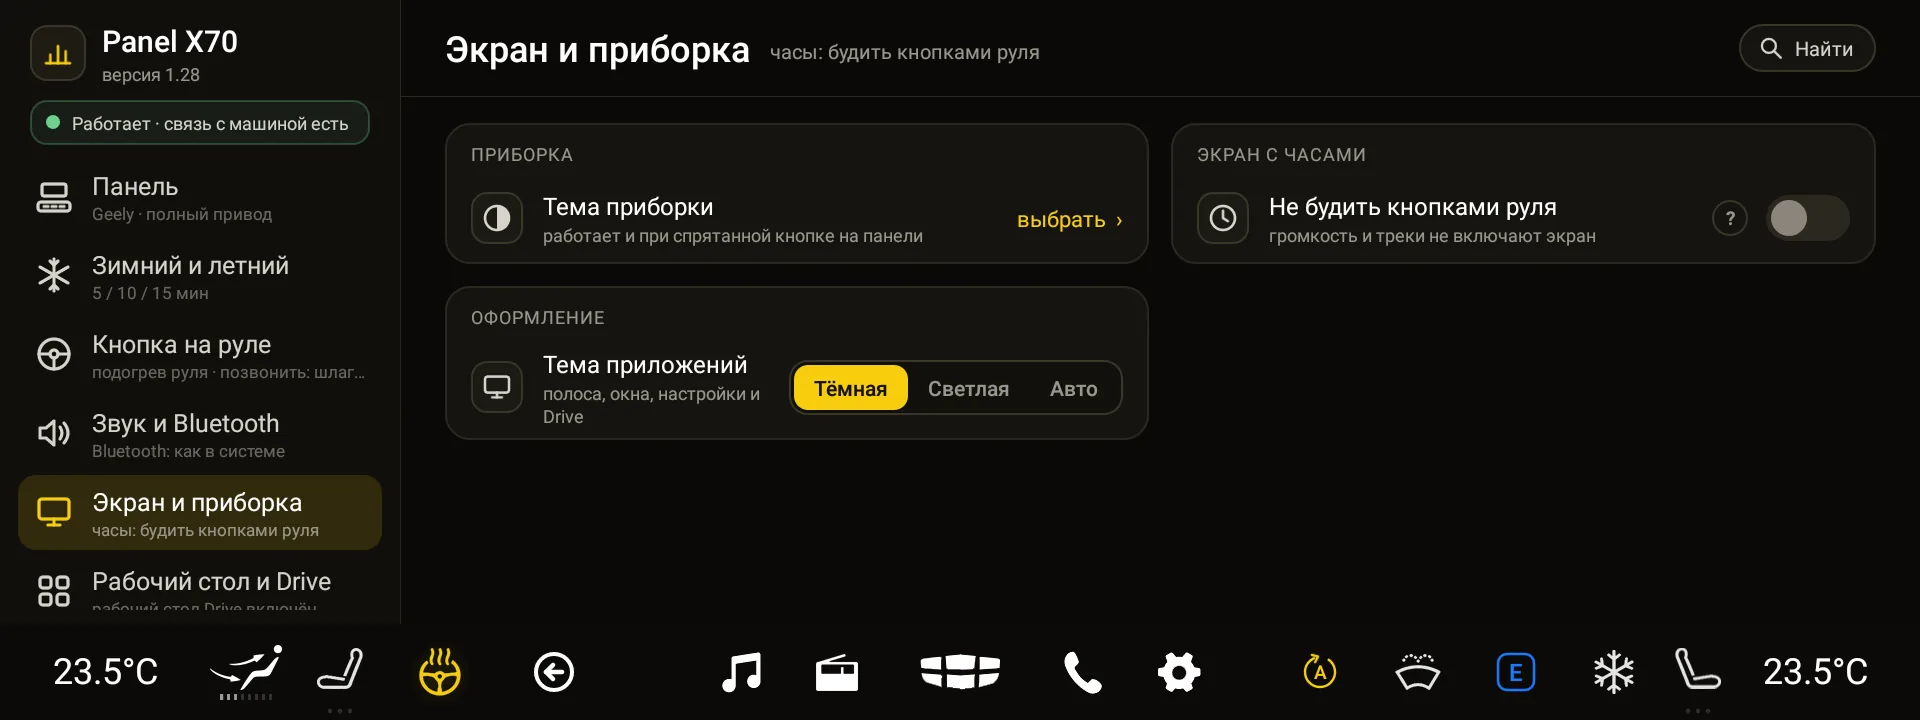 Panel X70
версия 1.28
Работает · связь с машиной есть
Панель
Geely · полный привод
Зимний и летний
5 / 10 / 15 мин
Кнопка на руле
подогрев руля · позвонить: шлаг…
Звук и Bluetooth
Bluetooth: как в системе
Экран и приборка
часы: будить кнопками руля
Рабочий стол и Drive
рабочий стол Drive включён
Экран и приборка часы: будить кнопками руля
Найти
ПРИБОРКА
Тема приборки
работает и при спрятанной кнопке на панели
выбрать ›
ЭКРАН С ЧАСАМИ
Не будить кнопками руля
громкость и треки не включают экран
?
ОФОРМЛЕНИЕ
Тема приложений
полоса, окна, настройки и
Drive
Тёмная Светлая Авто
23.5°C
A
E
23.5°C